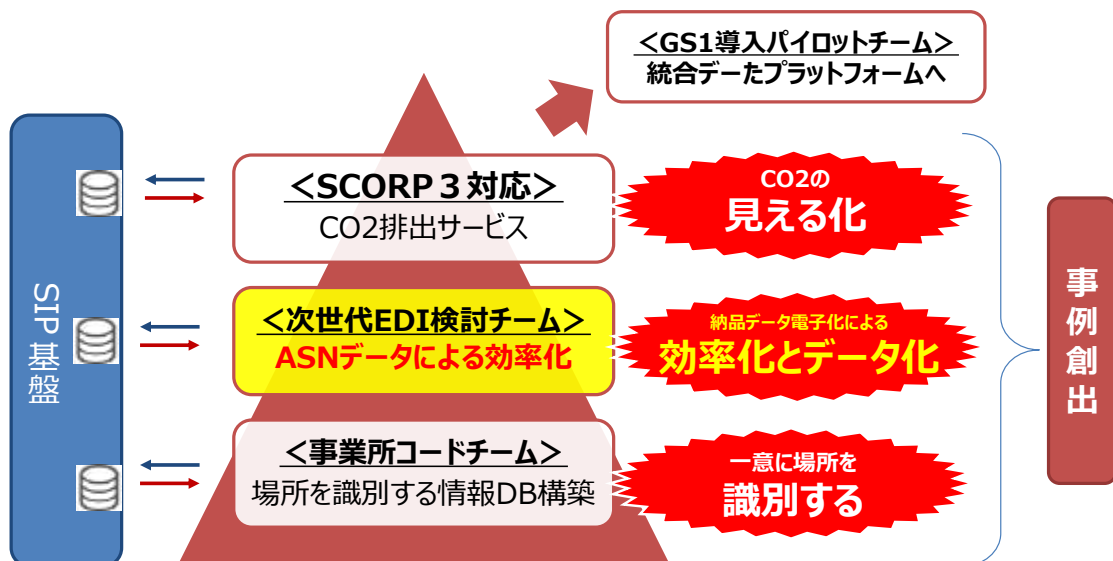 ＜GS1導入パイロットチーム＞
統合データプラットフォームへ
SIP基盤
＜SCORP３対応＞
CO2排出サービス
CO2の
見える化
＜次世代EDI検討チーム＞
ASNデータによる効率化
納品データ電子化による
効率化とデータ化
＜事業所コードチーム＞
場所を識別する情報DB構築
一意に場所を
識別する
事例創出